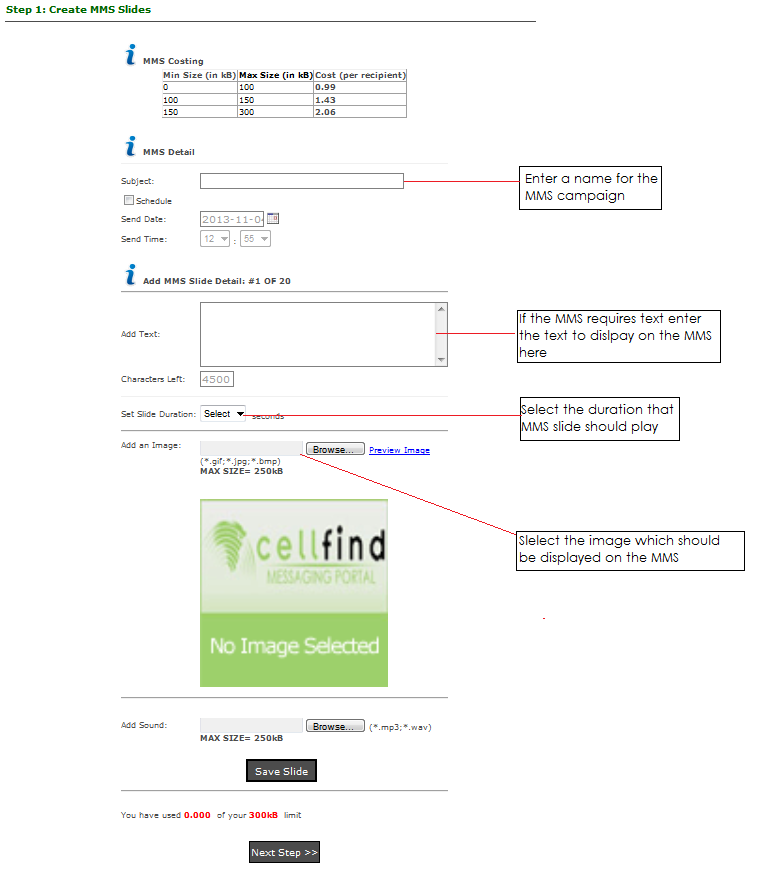 Step 1: Create MMS Slides
MMS Costing
Min Size (in kB) Max Size (in kB) Cost (per recipient)
0 100 0.99
100 150 1.43
150 300 2.06
MMS Detail
Subject:
Enter a name for the
MMS campaign
Schedule
Send Date: 2013-11-04
Send Time: 12 : 55
Add MMS Slide Detail: #1 OF 20
Add Text:
If the MMS requires text enter
the text to dislpay on the MMS
here
Characters Left: 4500
Set Slide Duration: Select seconds
Select the duration that
MMS slide should play
Add an Image: Browse... Preview Image
(*.gif;*.jpg;*.bmp)
MAX SIZE= 250kB
Slelect the image which should
be displayed on the MMS
cellfind
MESSAGING PORTAL
No Image Selected
Add Sound: Browse... (*.mp3;*.wav)
MAX SIZE= 250kB
Save Slide
You have used 0.000 of your 300kB limit
Next Step >>